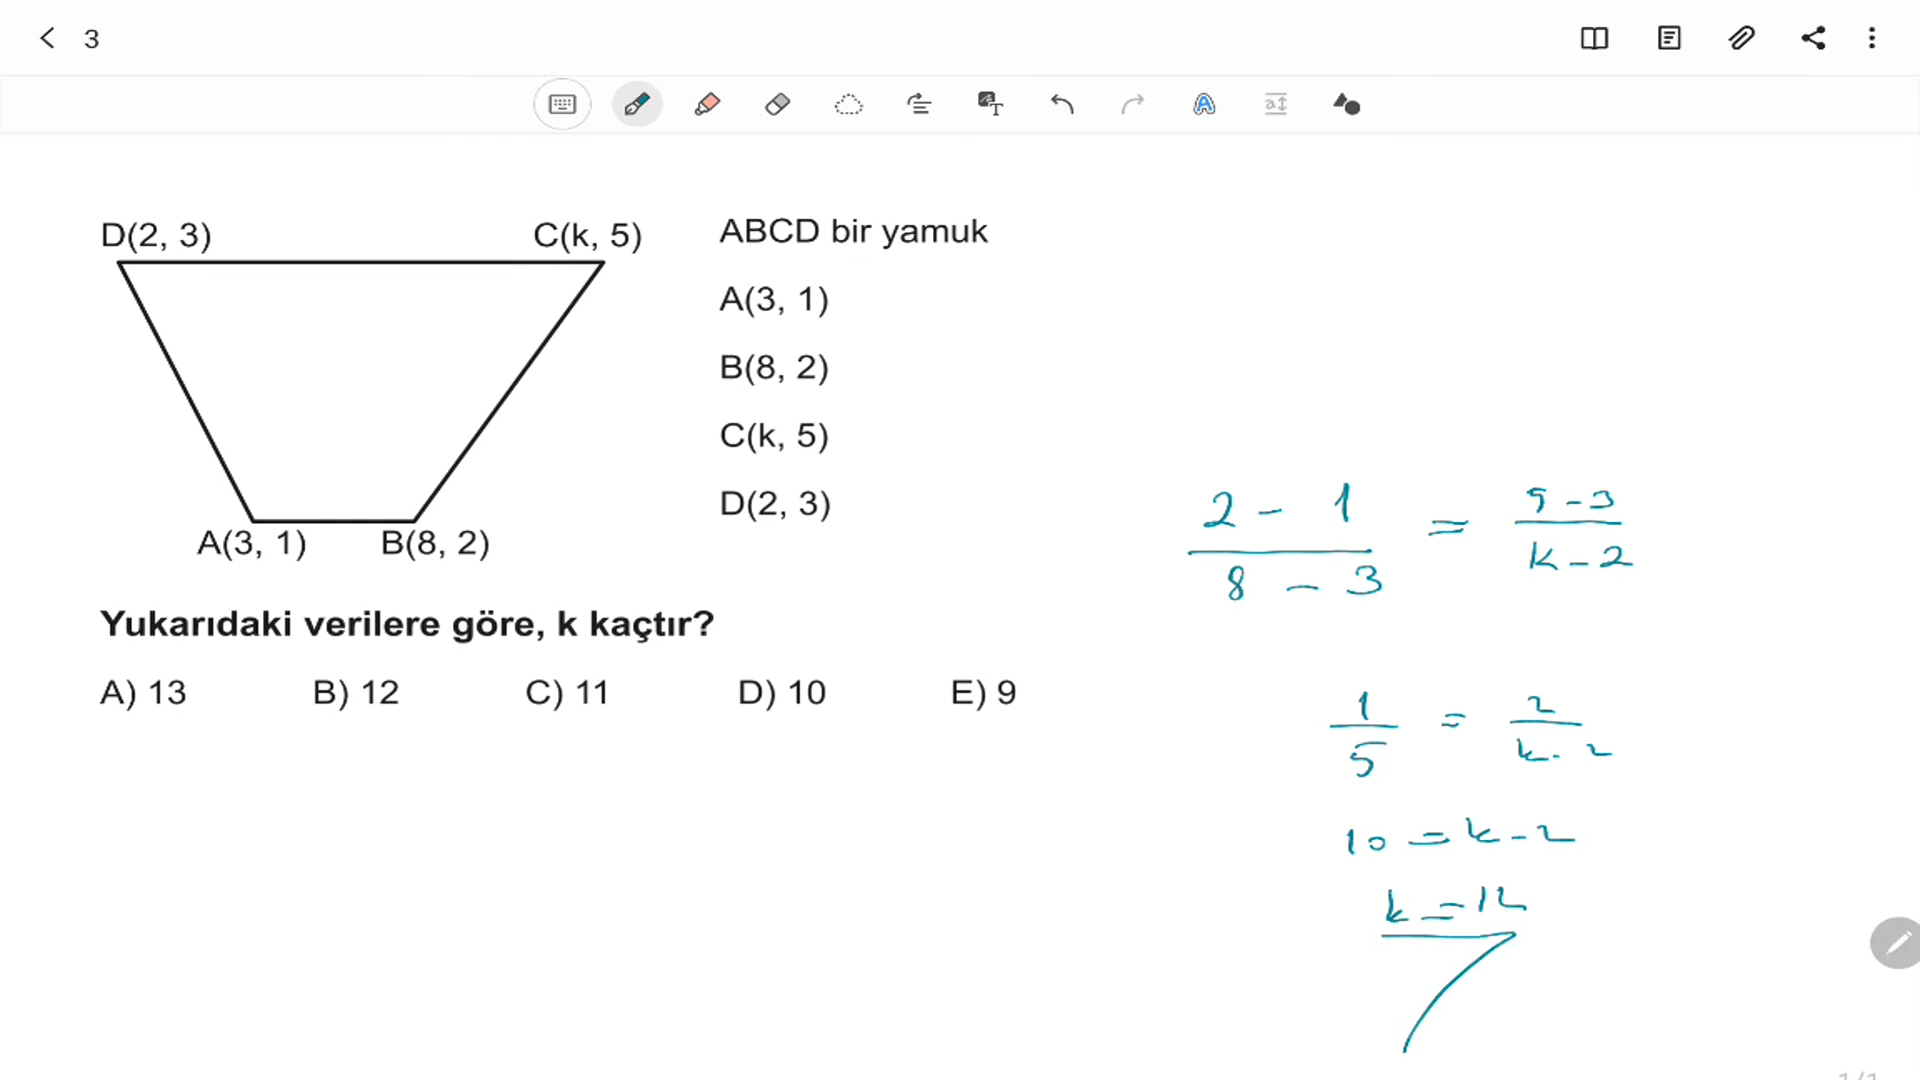 3
D(2, 3) C(k, 5)
A(3, 1) B(8, 2)
ABCD bir yamuk
A(3, 1)
B(8, 2)
C(k, 5)
D(2, 3)
Yukarıdaki verilere göre, k kaçtır?
A) 13 B) 12 C) 11 D) 10 E) 9
2 - 1 = 5 - 3
8 - 3 k - 2
1 = 2
5 k - 2
10 = k - 2
k = 12